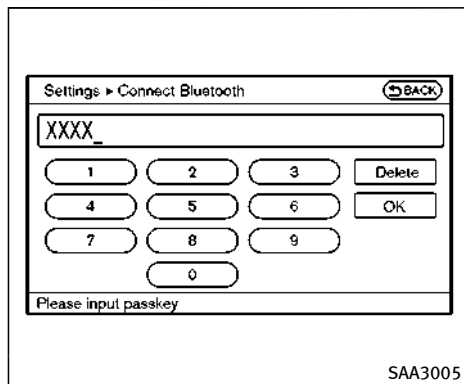 Settings ▸ Connect Bluetooth BACK
XXXX_
1 2 3 Delete
4 5 6 OK
7 8 9
0
Please input passkey
SAA3005